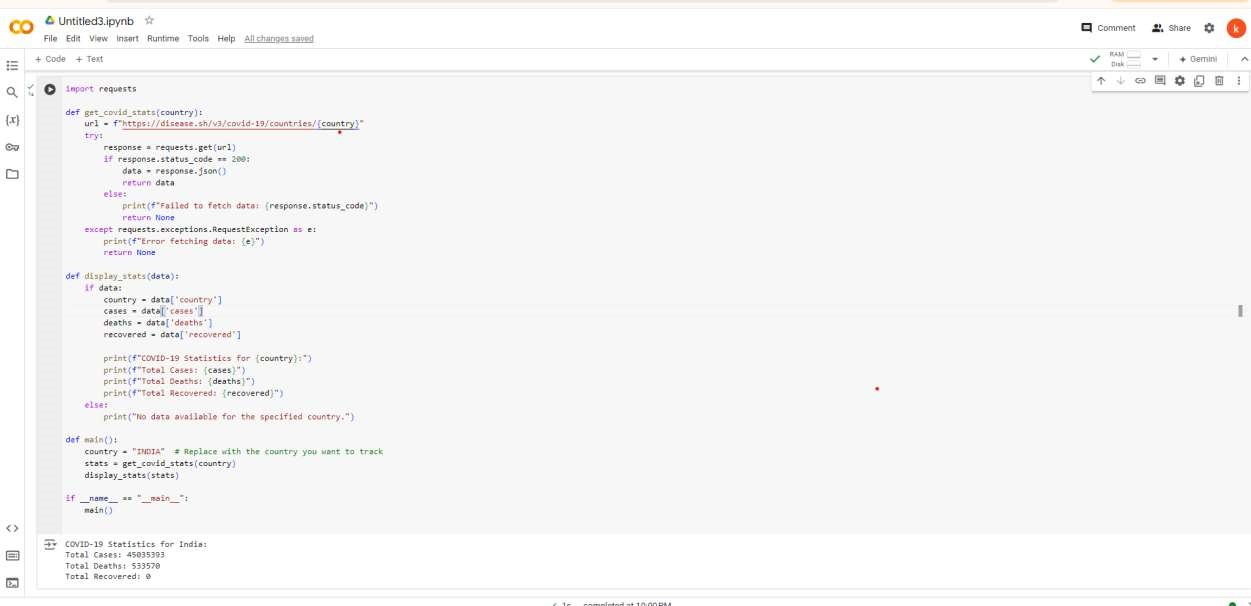 Untitled3.ipynb
File Edit View Insert Runtime Tools Help All changes saved
Comment Share k
+ Code + Text
RAM
Disk
Gemini
import requests
def get_covid_stats(country):
    url = f"https://disease.sh/v3/covid-19/countries/{country}"
    try:
        response = requests.get(url)
        if response.status_code == 200:
            data = response.json()
            return data
        else:
            print(f"Failed to fetch data: {response.status_code}")
            return None
    except requests.exceptions.RequestException as e:
        print(f"Error fetching data: {e}")
        return None
def display_stats(data):
    if data:
        country = data['country']
        cases = data['cases']
        deaths = data['deaths']
        recovered = data['recovered']
        print(f"COVID-19 Statistics for {country}:")
        print(f"Total Cases: {cases}")
        print(f"Total Deaths: {deaths}")
        print(f"Total Recovered: {recovered}")
    else:
        print("No data available for the specified country.")
def main():
    country = "INDIA"  # Replace with the country you want to track
    stats = get_covid_stats(country)
    display_stats(stats)
if __name__ == "__main__":
    main()
COVID-19 Statistics for India:
Total Cases: 45035393
Total Deaths: 533570
Total Recovered: 0
1s completed at 10:00 PM